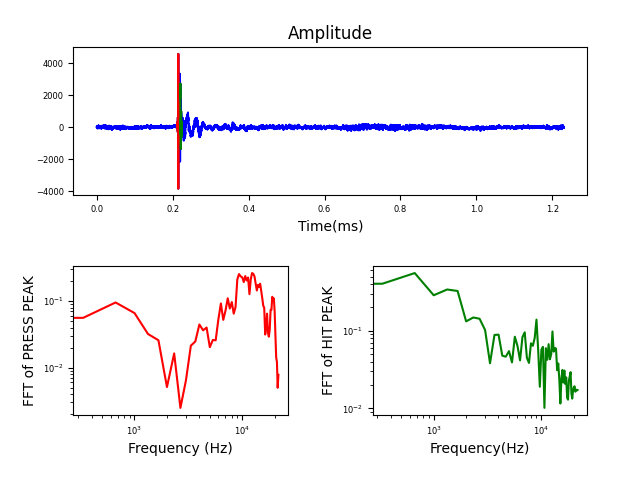 Amplitude
4000
2000
0
−2000
−4000
0.0 0.2 0.4 0.6 0.8 1.0 1.2
Time(ms)
FFT of PRESS PEAK
10⁻¹
10⁻²
10³ 10⁴
Frequency (Hz)
FFT of HIT PEAK
10⁻¹
10⁻²
10³ 10⁴
Frequency(Hz)